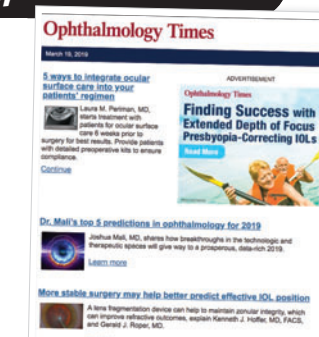 Ophthalmology Times
March 19, 2019
5 ways to integrate ocular
surface care into your
patients' regimen
Laura M. Periman, MD,
starts treatment with
patients for ocular surface
care 6 weeks prior to
surgery for best results. Provide patients
with detailed preoperative kits to ensure
compliance.
Continue
ADVERTISEMENT
Ophthalmology Times
Finding Success with
Extended Depth of Focus
Presbyopia-Correcting IOLs
Read More
Dr. Mali's top 5 predictions in ophthalmology for 2019
Joshua Mali, MD, shares how breakthroughs in the technologic and
therapeutic spaces will give way to a prosperous, data-rich 2019.
Learn more
More stable surgery may help better predict effective IOL position
A lens fragmentation device can help to maintain zonular integrity, which
can improve refractive outcomes, explain Kenneth J. Hoffer, MD, FACS,
and Gerald J. Roper, MD.